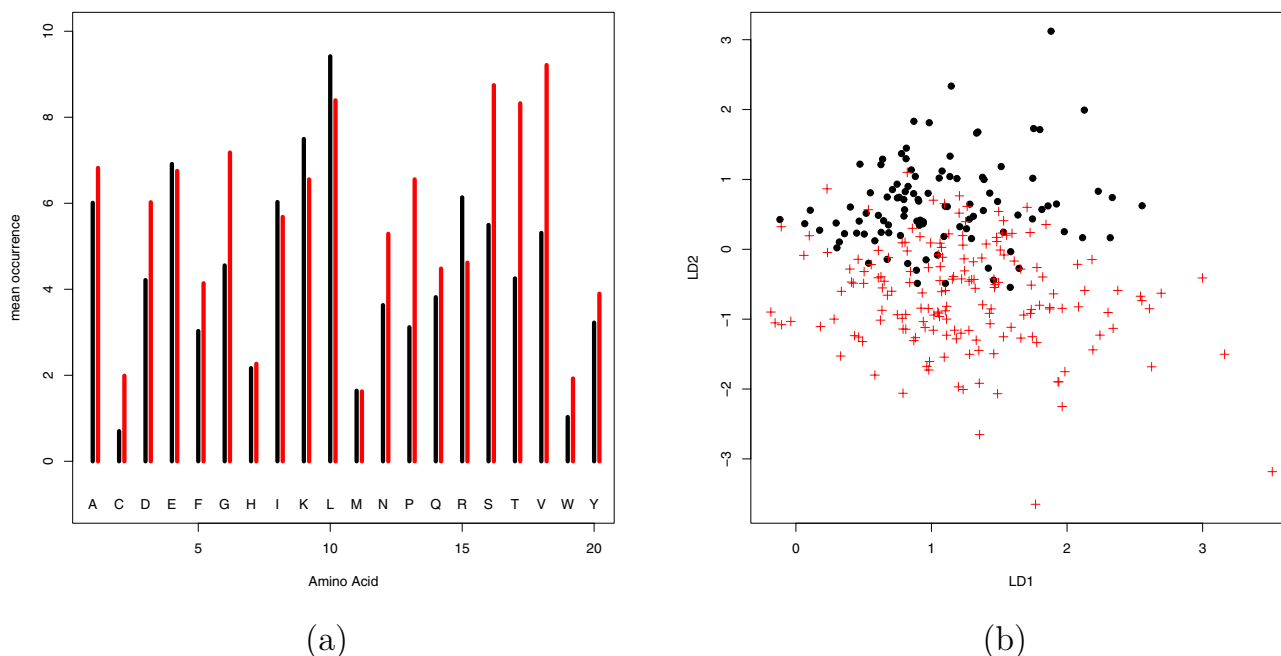 10
8
6
4
2
0
mean occurrence
A C D E F G H I K L M N P Q R S T V W Y
5 10 15 20
Amino Acid
(a)
3
2
1
0
−1
−2
−3
LD2
0 1 2 3
LD1
(b)